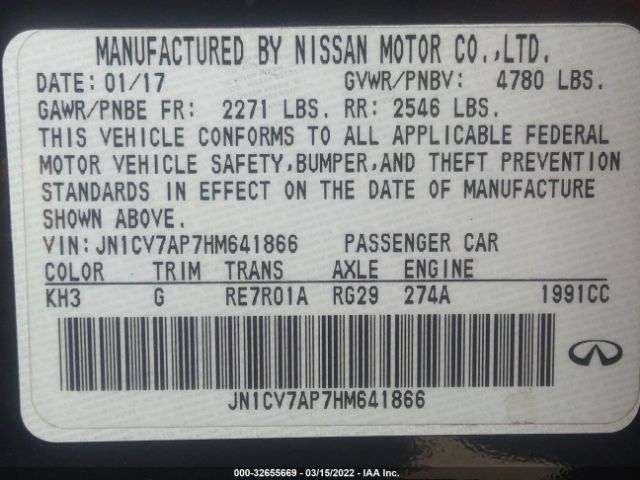 MANUFACTURED BY NISSAN MOTOR CO.,LTD.
DATE: 01/17 GVWR/PNBV: 4780 LBS.
GAWR/PNBE FR: 2271 LBS. RR: 2546 LBS.
THIS VEHICLE CONFORMS TO ALL APPLICABLE FEDERAL
MOTOR VEHICLE SAFETY,BUMPER,AND THEFT PREVENTION
STANDARDS IN EFFECT ON THE DATE OF MANUFACTURE
SHOWN ABOVE.
VIN: JN1CV7AP7HM641866 PASSENGER CAR
COLOR TRIM TRANS AXLE ENGINE
KH3 G RE7R01A RG29 274A 1991CC
JN1CV7AP7HM641866
000-32655669 - 03/15/2022 - IAA Inc.